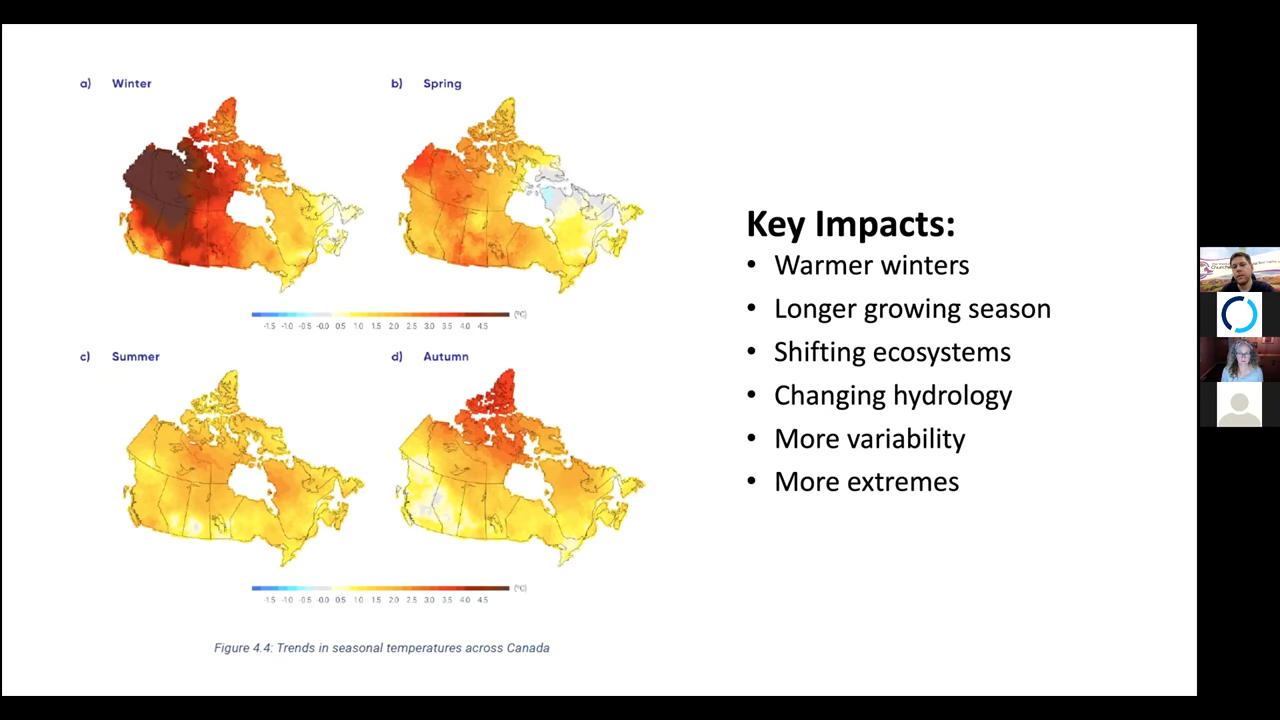 a) Winter
b) Spring
-1.5 -1.0 -0.5 -0.0 0.5 1.0 1.5 2.0 2.5 3.0 3.5 4.0 4.5 (°C)
c) Summer
d) Autumn
-1.5 -1.0 -0.5 -0.0 0.5 1.0 1.5 2.0 2.5 3.0 3.5 4.0 4.5 (°C)
Figure 4.4: Trends in seasonal temperatures across Canada
Key Impacts:
• Warmer winters
• Longer growing season
• Shifting ecosystems
• Changing hydrology
• More variability
• More extremes